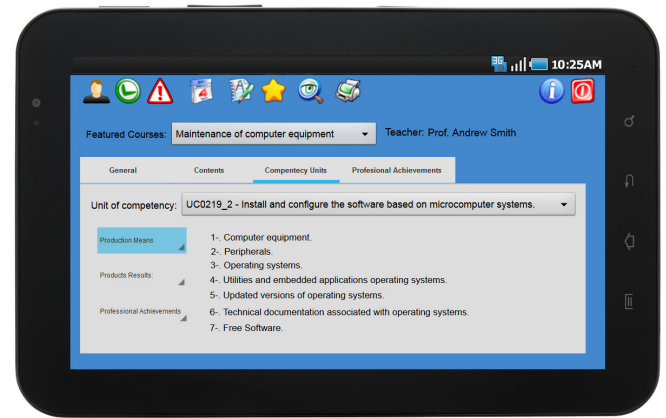 3G 10:25AM
4
Featured Courses: Maintenance of computer equipment Teacher: Prof. Andrew Smith
General Contents Compentecy Units Profesional Achievements
Unit of competency: UC0219_2 - Install and configure the software based on microcomputer systems.
Production Means
Products Results:
Professional Achievements
1-. Computer equipment.
2-. Peripherals.
3-. Operating systems.
4-. Utilities and embedded applications operating systems.
5-. Updated versions of operating systems.
6-. Technical documentation associated with operating systems.
7-. Free Software.